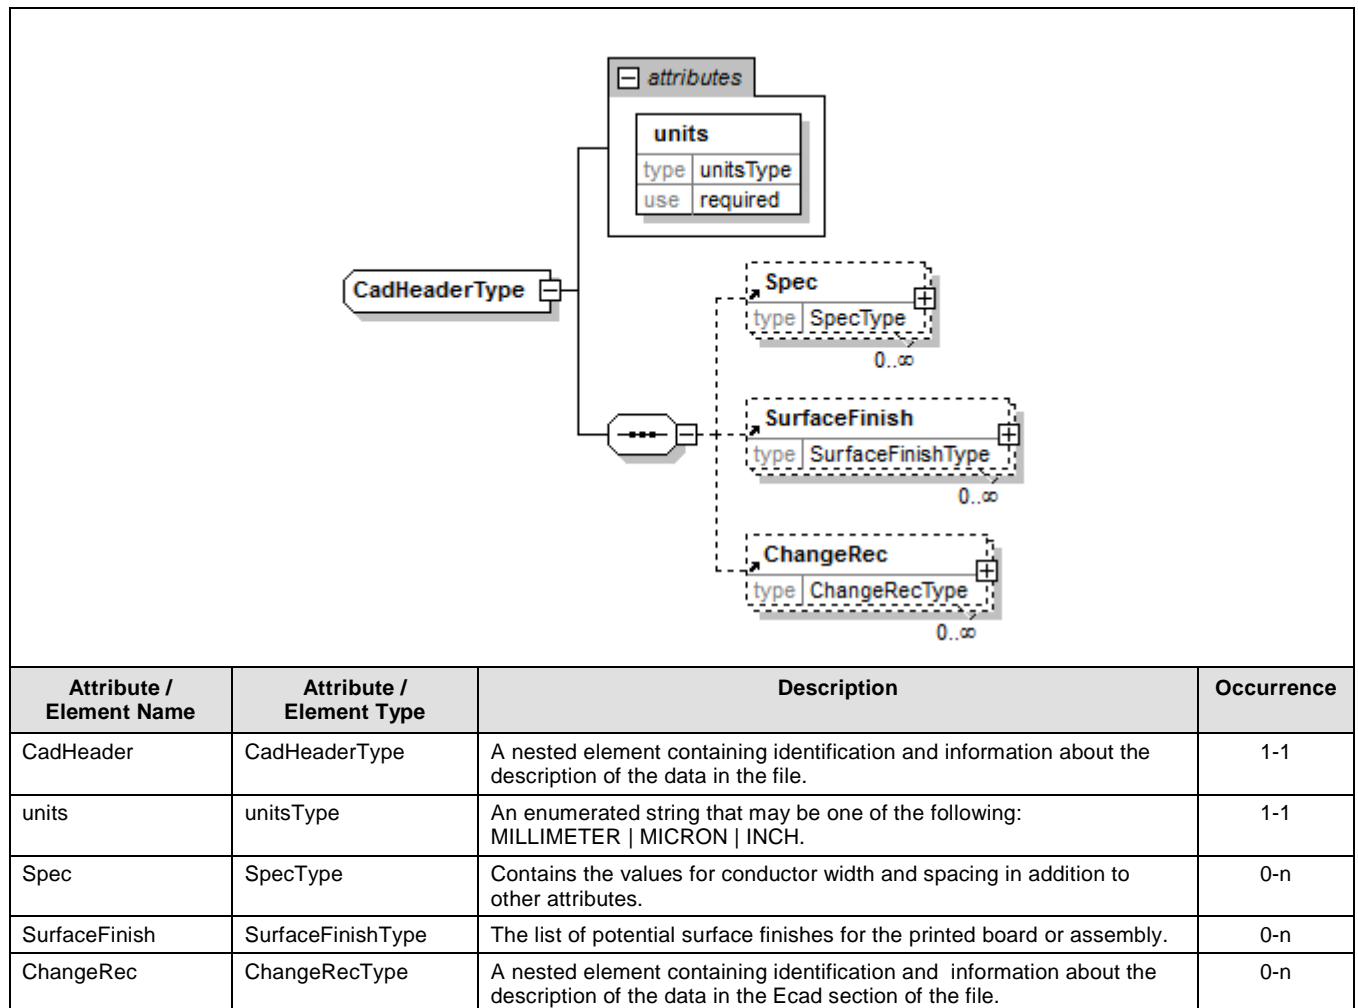 attributes
units
type unitsType
use required
CadHeaderType
Spec
type SpecType
0..∞
SurfaceFinish
type SurfaceFinishType
0..∞
ChangeRec
type ChangeRecType
0..∞
Attribute / Element Name Attribute / Element Type Description Occurrence
CadHeader CadHeaderType A nested element containing identification and information about the 1-1
description of the data in the file.
units unitsType An enumerated string that may be one of the following: 1-1
MILLIMETER | MICRON | INCH.
Spec SpecType Contains the values for conductor width and spacing in addition to 0-n
other attributes.
SurfaceFinish SurfaceFinishType The list of potential surface finishes for the printed board or assembly. 0-n
ChangeRec ChangeRecType A nested element containing identification and information about the 0-n
description of the data in the Ecad section of the file.